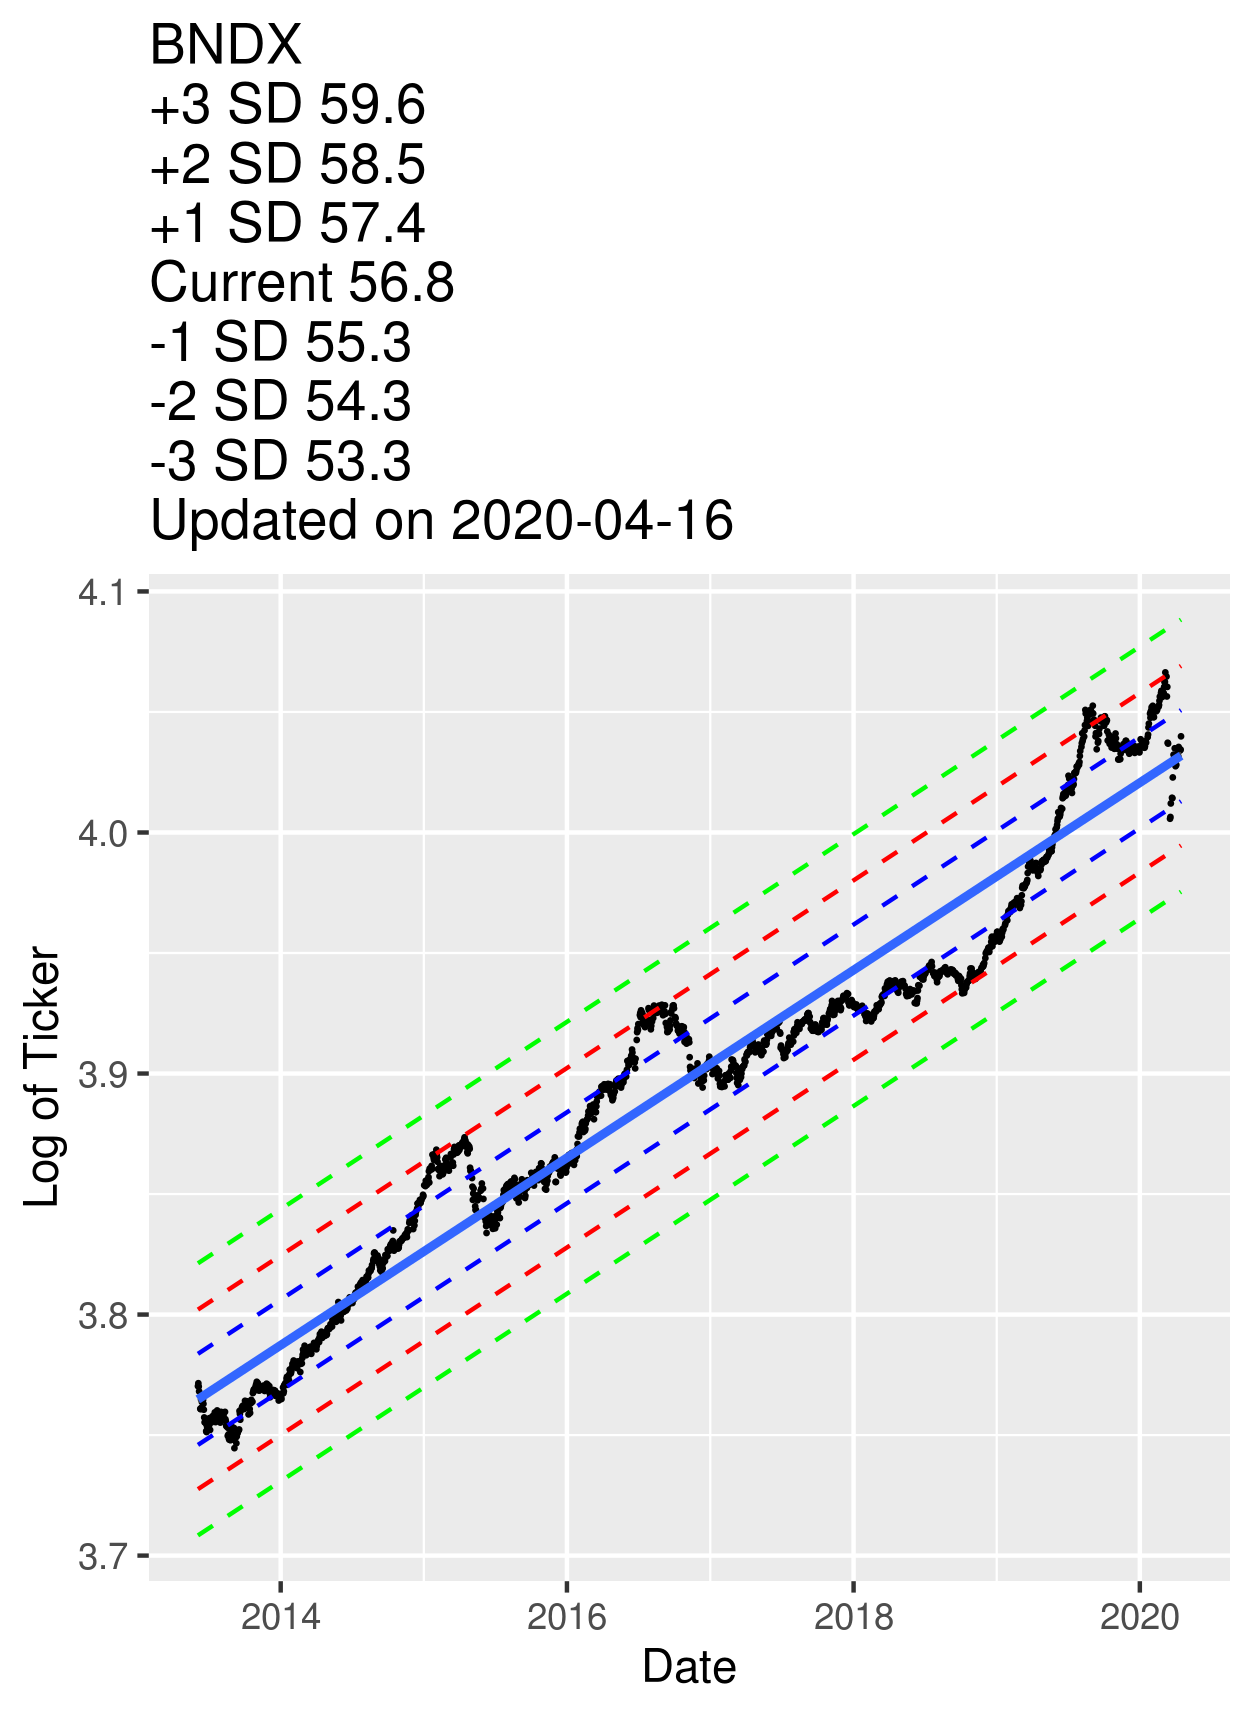 BNDX
+3 SD 59.6
+2 SD 58.5
+1 SD 57.4
Current 56.8
-1 SD 55.3
-2 SD 54.3
-3 SD 53.3
Updated on 2020-04-16
4.1
4.0
3.9
3.8
3.7
Log of Ticker
2014 2016 2018 2020
Date